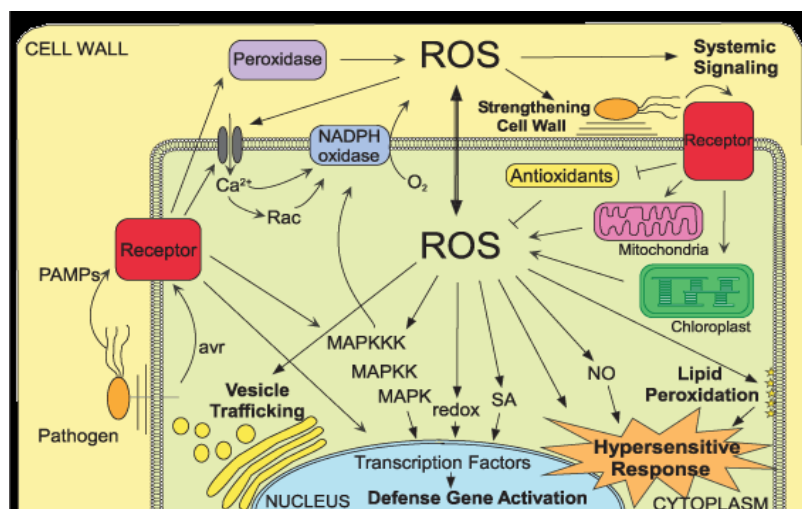 CELL WALL
Peroxidase
ROS
Systemic
Signaling
Strengthening
Cell Wall
Receptor
NADPH
oxidase
Ca²⁺
Rac
O₂
Antioxidants
Mitochondria
Chloroplast
Receptor
PAMPs
avr
Pathogen
ROS
MAPKKK
MAPKK
MAPK
redox
SA
NO
Vesicle
Trafficking
Lipid
Peroxidation
Hypersensitive
Response
Transcription Factors
NUCLEUS
Defense Gene Activation
CYTOPLASM